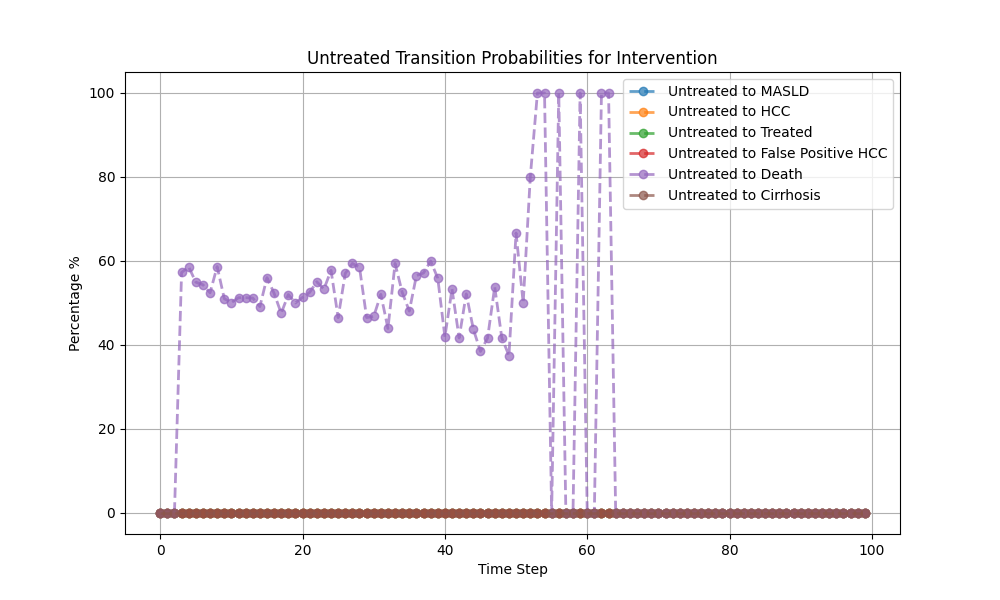 Untreated Transition Probabilities for Intervention
100
80
60
40
20
0
Percentage %
Untreated to MASLD
Untreated to HCC
Untreated to Treated
Untreated to False Positive HCC
Untreated to Death
Untreated to Cirrhosis
0 20 40 60 80 100
Time Step